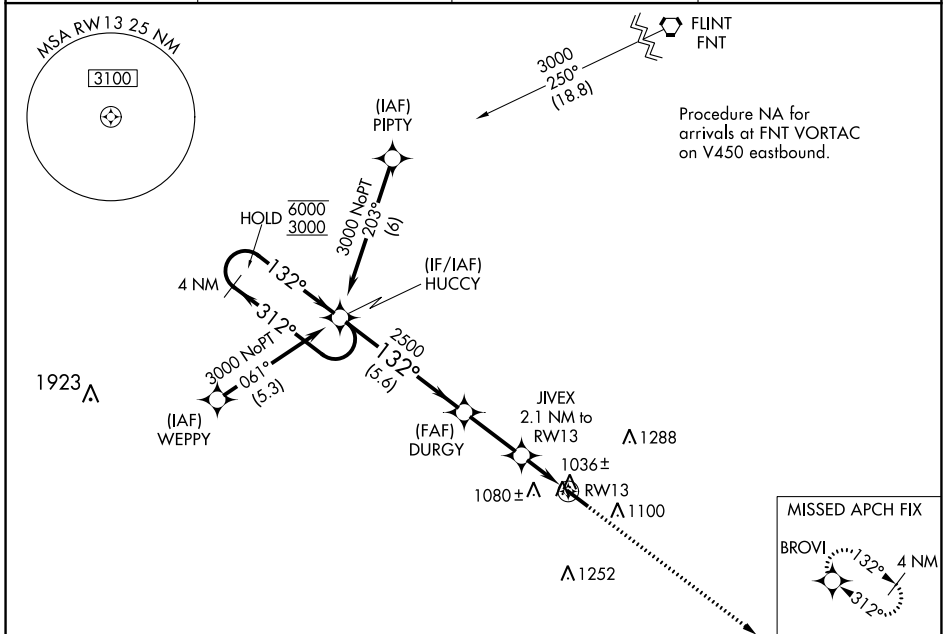 MSA RW13 25 NM
3100
FLINT
FNT
3000
250°
(18.8)
Procedure NA for
arrivals at FNT VORTAC
on V450 eastbound.
(IAF)
PIPTY
3000 NoPT
203°
(6)
HOLD
6000
3000
4 NM
132°
312°
(IF/IAF)
HUCCY
3000 NoPT
061°
(5.3)
(IAF)
WEPPY
1923
2500
132°
(5.6)
(FAF)
DURGY
JIVEX
2.1 NM to
RW13
1288
1036±
1080±
RW13
1100
1252
MISSED APCH FIX
BROVI
132°
4 NM
312°